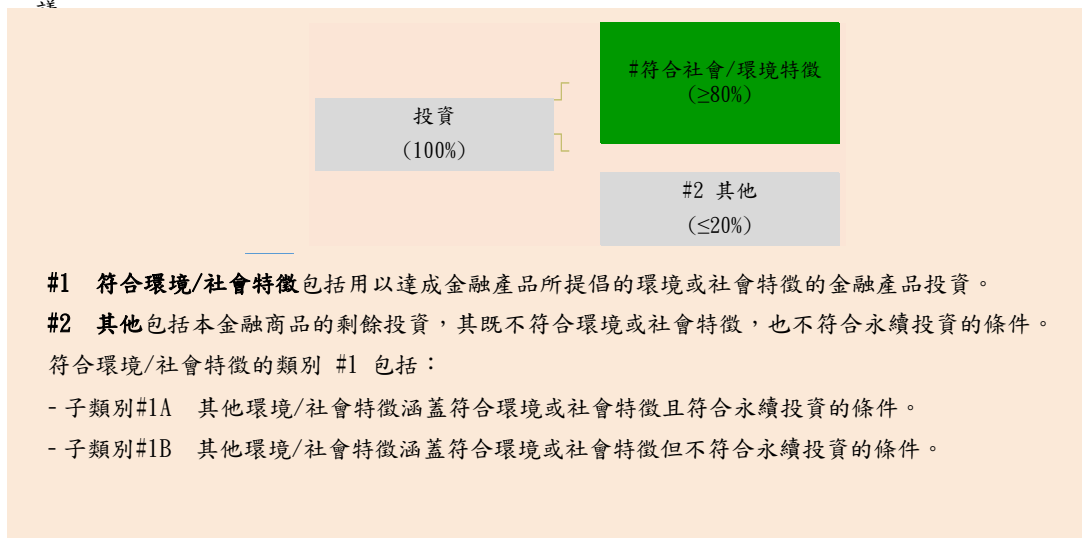 #符合社會/環境特徵
(≥80%)
投資
(100%)
#2 其他
(≤20%)
#1 符合環境/社會特徵包括用以達成金融產品所提倡的環境或社會特徵的金融產品投資。
#2 其他包括本金融商品的剩餘投資，其既不符合環境或社會特徵，也不符合永續投資的條件。
符合環境/社會特徵的類別 #1 包括：
- 子類別#1A 其他環境/社會特徵涵蓋符合環境或社會特徵且符合永續投資的條件。
- 子類別#1B 其他環境/社會特徵涵蓋符合環境或社會特徵但不符合永續投資的條件。